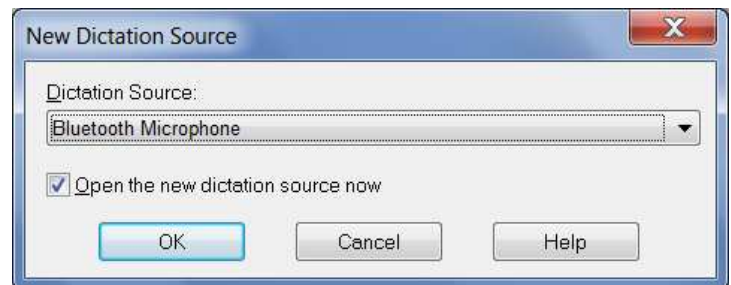 New Dictation Source
Dictation Source:
Bluetooth Microphone
Open the new dictation source now
OK Cancel Help